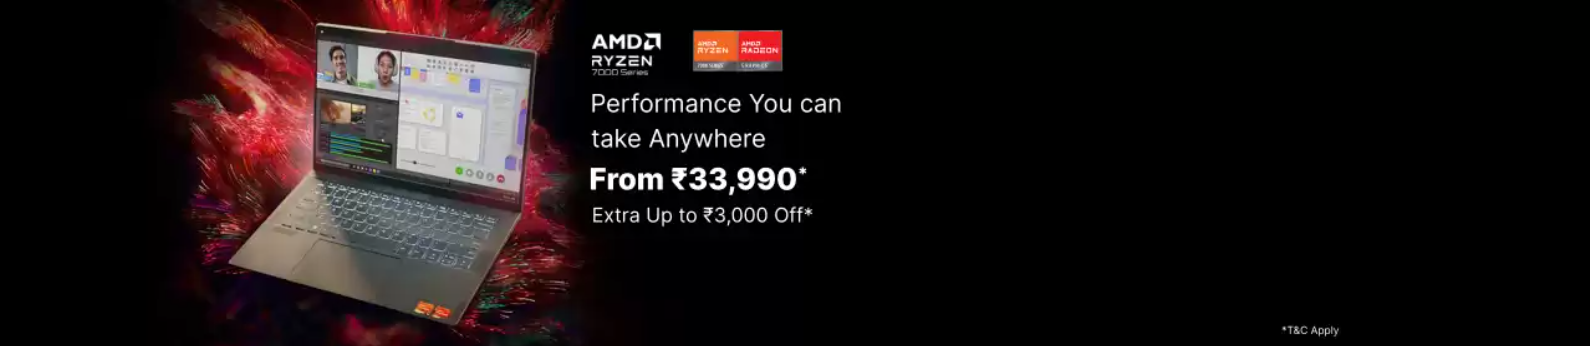 AMD
RYZEN
7000 Series
AMD
RYZEN
AMD
RADEON
GRAPHICS
Performance You can
take Anywhere
From ₹33,990*
Extra Up to ₹3,000 Off*
*T&C Apply